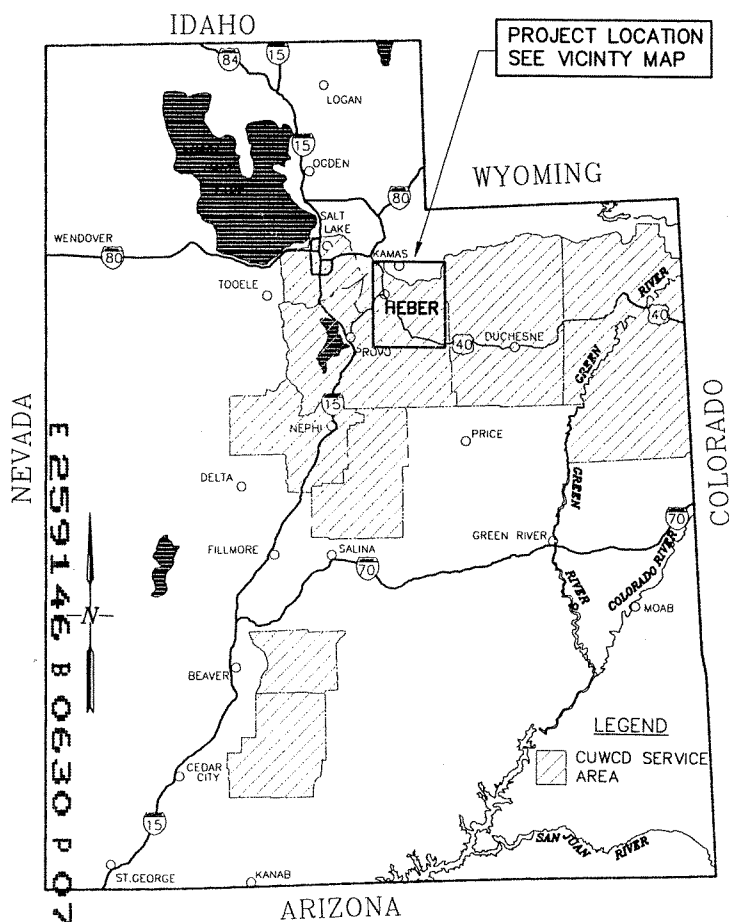 IDAHO
PROJECT LOCATION
SEE VICINTY MAP
84
15
LOGAN
15
OGDEN
WYOMING
80
SALT
LAKE
WENDOVER
80
KAMAS
TOOELE
HEBER
RIVER
40
40
DUCHESNE
PROVO
GREEN
NEVADA
15
NEPHI
PRICE
COLORADO
DELTA
GREEN
70
GREEN RIVER
FILLMORE
SALINA
70
RIVER
COLORADO RIVER
MOAB
N
BEAVER
LEGEND
CUWCD SERVICE
AREA
CEDAR
CITY
15
SAN JUAN
RIVER
ST.GEORGE
KANAB
ARIZONA
E 259146 B 0630 P 07